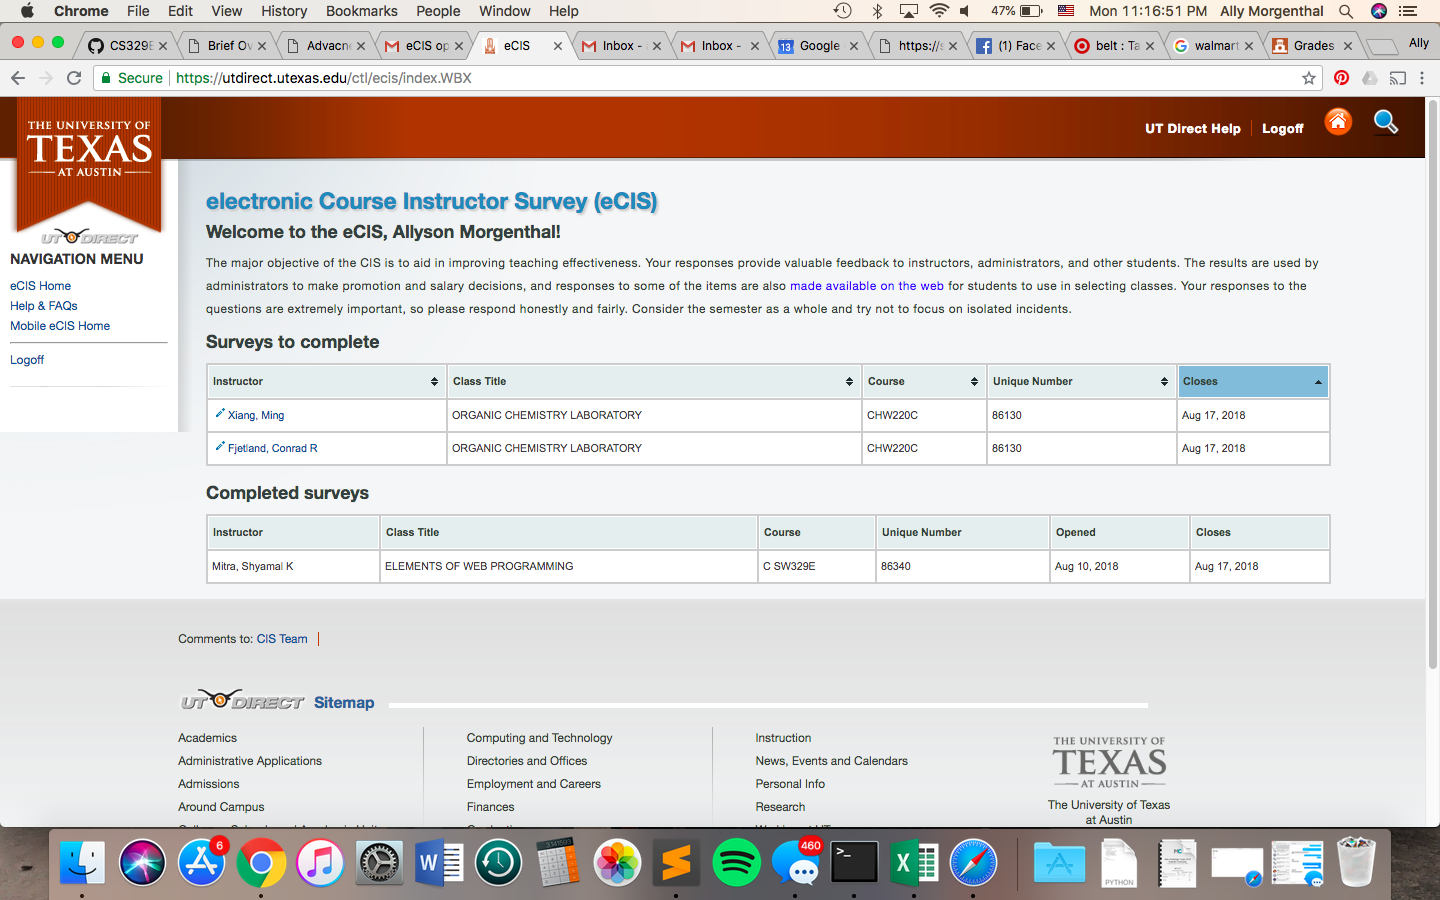 Chrome File Edit View History Bookmarks People Window Help 47% Mon 11:16:51 PM Ally Morgenthal
CS329E Brief Ov Advacne eCIS op eCIS Inbox - Inbox - 13 Google https://s (1) Face belt : Ta walmart Grades Ally
Secure https://utdirect.utexas.edu/ctl/ecis/index.WBX
THE UNIVERSITY OF
TEXAS
AT AUSTIN
UT Direct Help Logoff
UT DIRECT
NAVIGATION MENU
eCIS Home
Help & FAQs
Mobile eCIS Home
Logoff
electronic Course Instructor Survey (eCIS)
Welcome to the eCIS, Allyson Morgenthal!
The major objective of the CIS is to aid in improving teaching effectiveness. Your responses provide valuable feedback to instructors, administrators, and other students. The results are used by
administrators to make promotion and salary decisions, and responses to some of the items are also made available on the web for students to use in selecting classes. Your responses to the
questions are extremely important, so please respond honestly and fairly. Consider the semester as a whole and try not to focus on isolated incidents.
Surveys to complete
Instructor Class Title Course Unique Number Closes
Xiang, Ming ORGANIC CHEMISTRY LABORATORY CHW220C 86130 Aug 17, 2018
Fjetland, Conrad R ORGANIC CHEMISTRY LABORATORY CHW220C 86130 Aug 17, 2018
Completed surveys
Instructor Class Title Course Unique Number Opened Closes
Mitra, Shyamal K ELEMENTS OF WEB PROGRAMMING C SW329E 86340 Aug 10, 2018 Aug 17, 2018
Comments to: CIS Team
UT DIRECT Sitemap
Academics Computing and Technology Instruction
Administrative Applications Directories and Offices News, Events and Calendars
Admissions Employment and Careers Personal Info
Around Campus Finances Research
THE UNIVERSITY OF
TEXAS
AT AUSTIN
The University of Texas
at Austin
6 W 3.141593 460 >_ X PYTHON